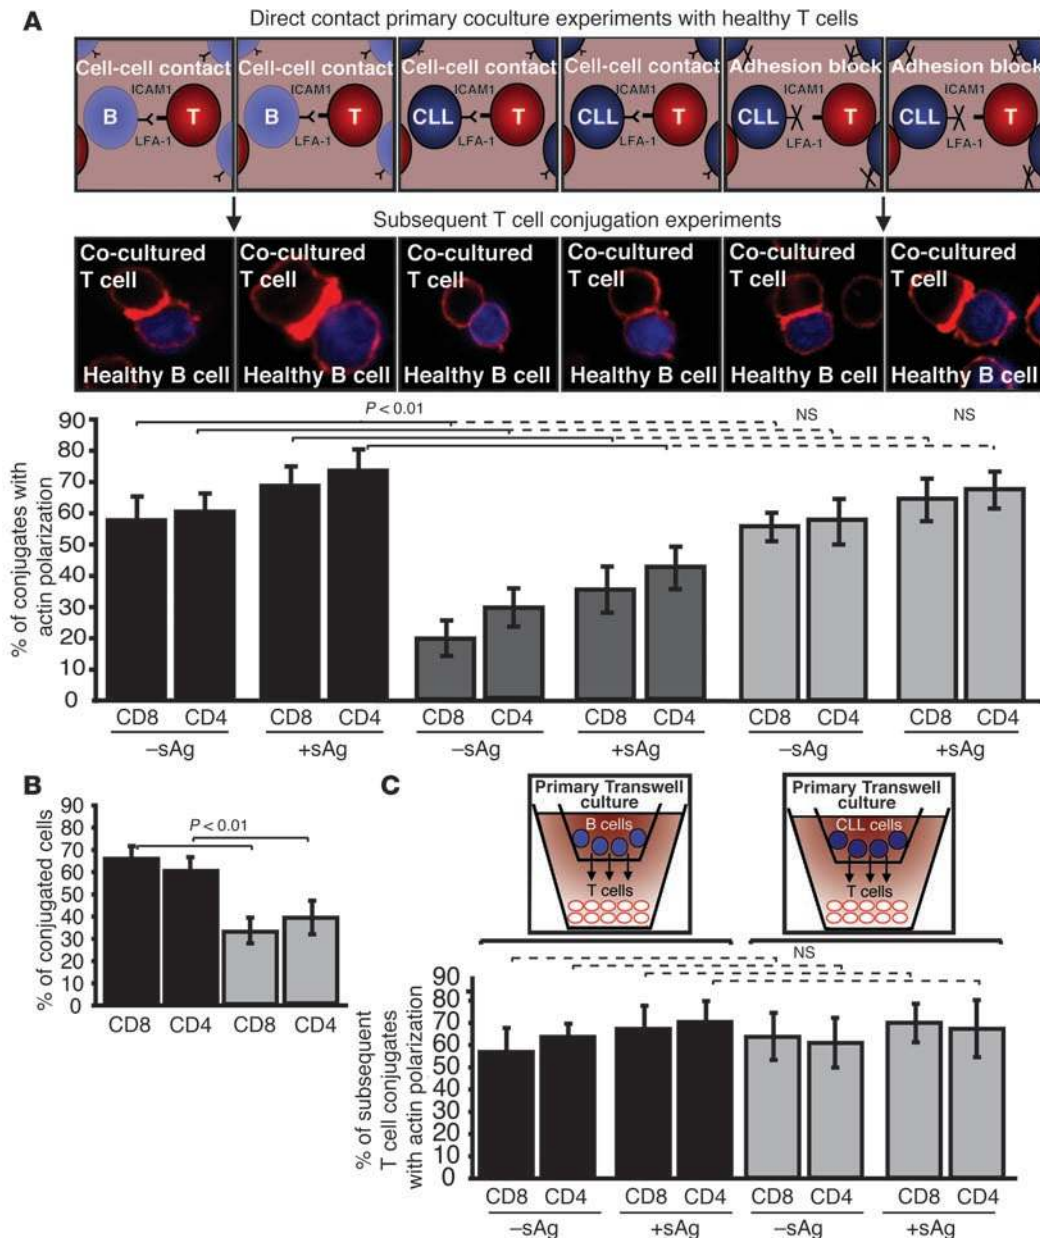 A
Direct contact primary coculture experiments with healthy T cells
Cell-cell contact Cell-cell contact Cell-cell contact Cell-cell contact Adhesion block Adhesion block
ICAM1 ICAM1 ICAM1 ICAM1 ICAM1 ICAM1
B T B T CLL T CLL T CLL T CLL T
LFA-1 LFA-1 LFA-1 LFA-1 LFA-1 LFA-1
Subsequent T cell conjugation experiments
Co-cultured Co-cultured Co-cultured Co-cultured Co-cultured Co-cultured
T cell T cell T cell T cell T cell T cell
Healthy B cell Healthy B cell Healthy B cell Healthy B cell Healthy B cell Healthy B cell
% of conjugates with
actin polarization
90
80
70
60
50
40
30
20
10
0
P < 0.01 NS NS
CD8 CD4 CD8 CD4 CD8 CD4 CD8 CD4 CD8 CD4 CD8 CD4
–sAg +sAg –sAg +sAg –sAg +sAg
B
% of conjugated cells
90
80
70
60
50
40
30
20
10
0
P < 0.01
CD8 CD4 CD8 CD4
C
Primary Transwell
culture
B cells
T cells
Primary Transwell
culture
CLL cells
T cells
NS
% of subsequent
T cell conjugates
with actin polarization
90
80
70
60
50
40
30
20
10
0
CD8 CD4 CD8 CD4 CD8 CD4 CD8 CD4
–sAg +sAg –sAg +sAg